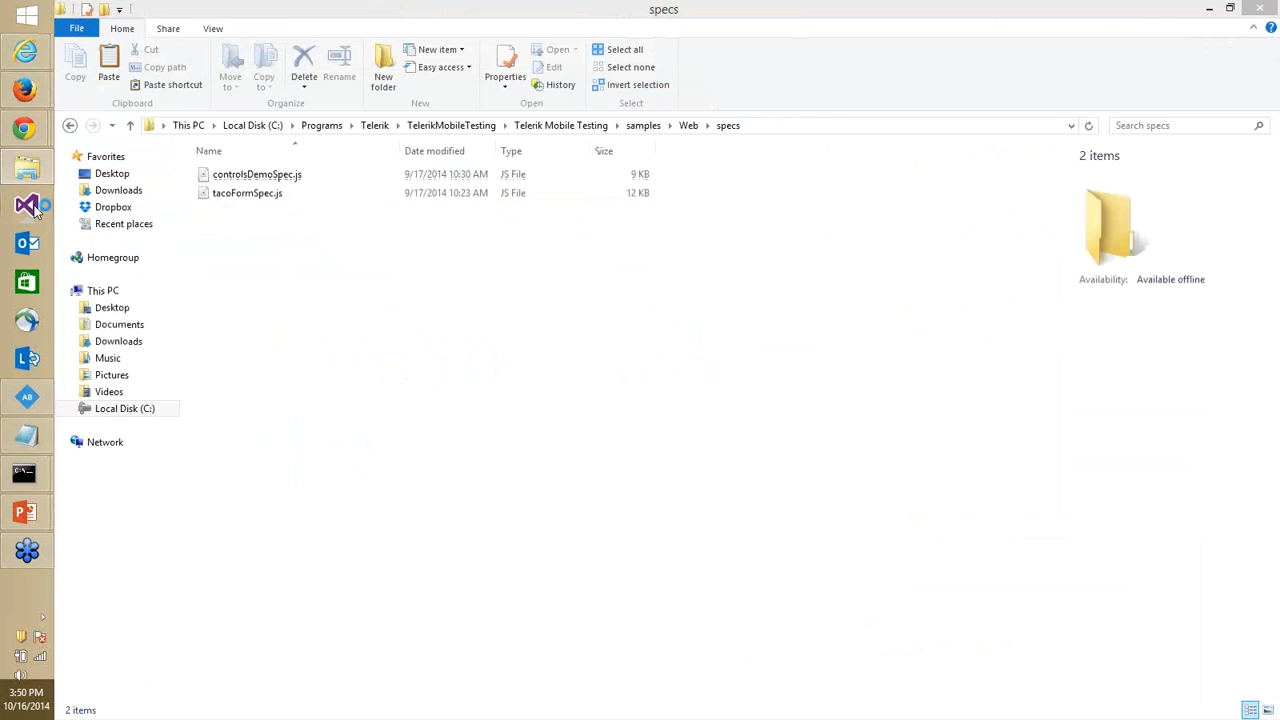 specs
File
Home
Share
View
Copy
Paste
Cut
Copy path
Paste shortcut
Clipboard
Move to
Copy to
Delete
Rename
Organize
New folder
New item
Easy access
New
Properties
Open
Edit
History
Open
Select all
Select none
Invert selection
Select
This PC
Local Disk (C:)
Programs
Telerik
TelerikMobileTesting
Telerik Mobile Testing
samples
Web
specs
Search specs
Favorites
Desktop
Downloads
Dropbox
Recent places
Homegroup
This PC
Desktop
Documents
Downloads
Music
Pictures
Videos
Local Disk (C:)
Network
Name
Date modified
Type
Size
controlsDemoSpec.js
9/17/2014 10:30 AM
JS File
9 KB
tacoFormSpec.js
9/17/2014 10:23 AM
JS File
12 KB
2 items
Availability:
Available offline
AB
3:50 PM
10/16/2014
2 items